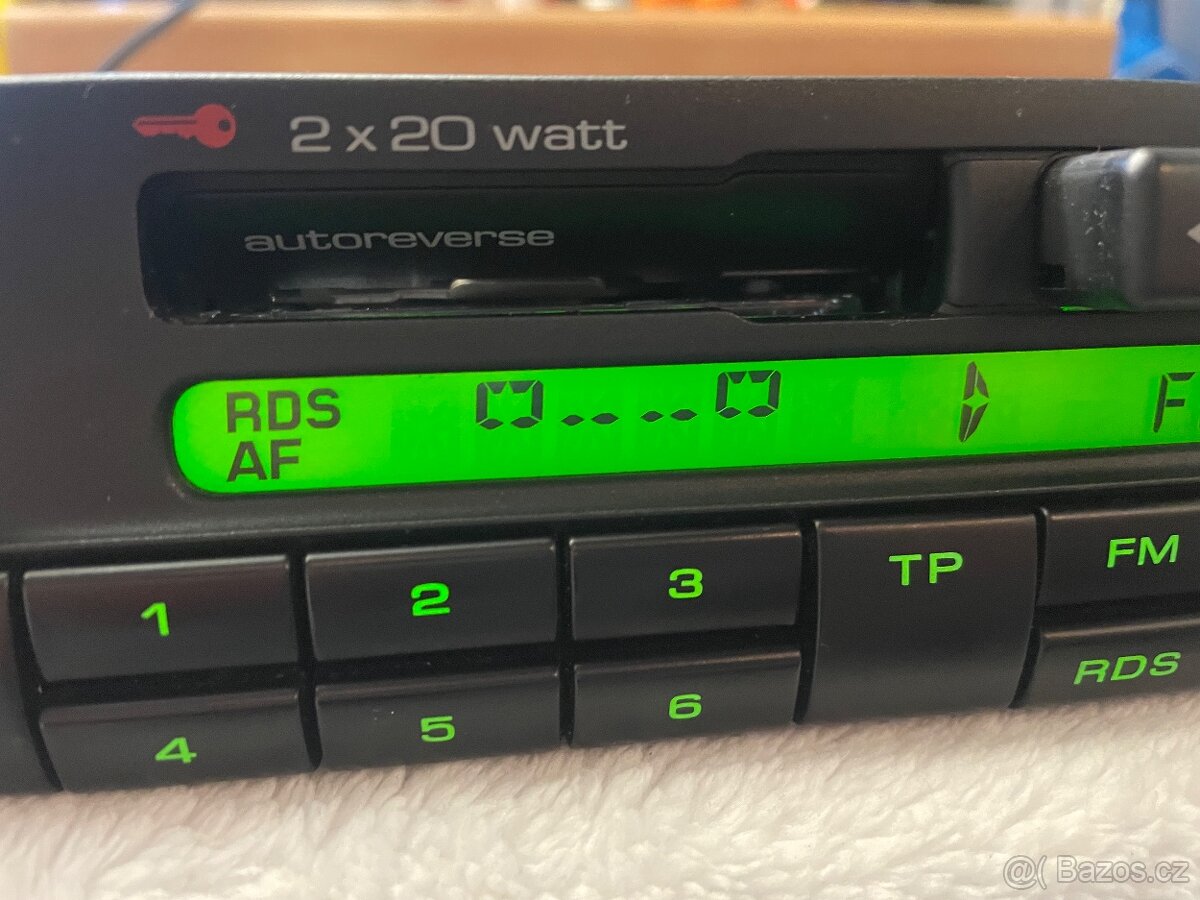 2 x 20 watt
autoreverse
RDS
AF
F
1
2
3
TP
FM
4
5
6
RDS
@( Bazos.cz